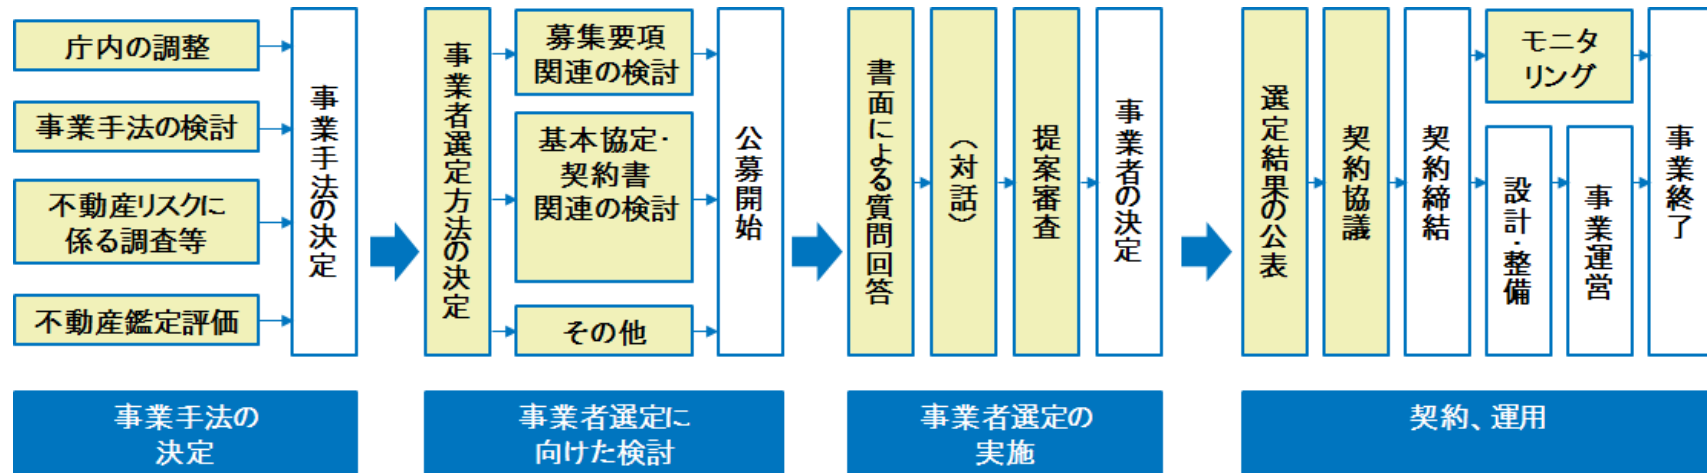 庁内の調整
事業手法の検討
不動産リスクに
係る調査等
不動産鑑定評価
事業手法の決定
事業手法の
決定
事業者選定方法の決定
募集要項
関連の検討
基本協定・
契約書
関連の検討
その他
公募開始
事業者選定に
向けた検討
書面による質問回答
(対話)
提案審査
事業者の決定
事業者選定の
実施
選定結果の公表
契約協議
契約締結
モニタ
リング
設計・整備
事業運営
事業終了
契約、運用